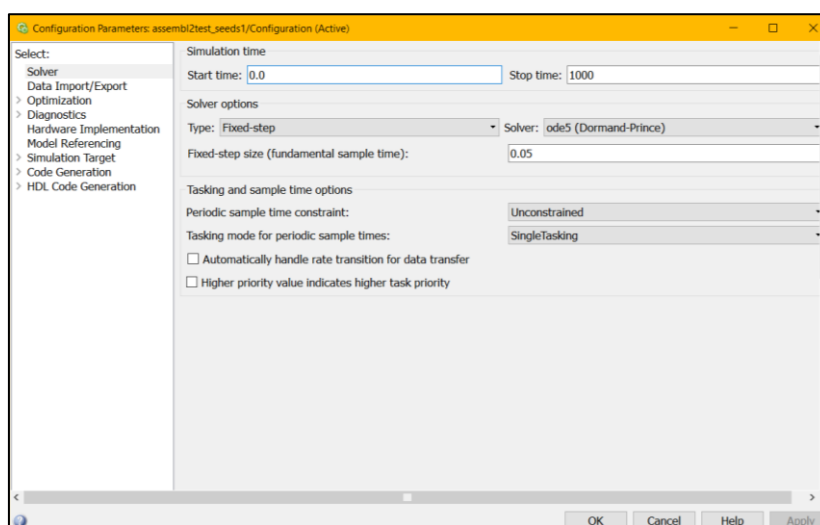 Configuration Parameters: assembl2test_seeds1/Configuration (Active)
Select:
Solver
Data Import/Export
Optimization
Diagnostics
Hardware Implementation
Model Referencing
Simulation Target
Code Generation
HDL Code Generation
Simulation time
Start time: 0.0 Stop time: 1000
Solver options
Type: Fixed-step Solver: ode5 (Dormand-Prince)
Fixed-step size (fundamental sample time): 0.05
Tasking and sample time options
Periodic sample time constraint: Unconstrained
Tasking mode for periodic sample times: SingleTasking
Automatically handle rate transition for data transfer
Higher priority value indicates higher task priority
OK Cancel Help Apply